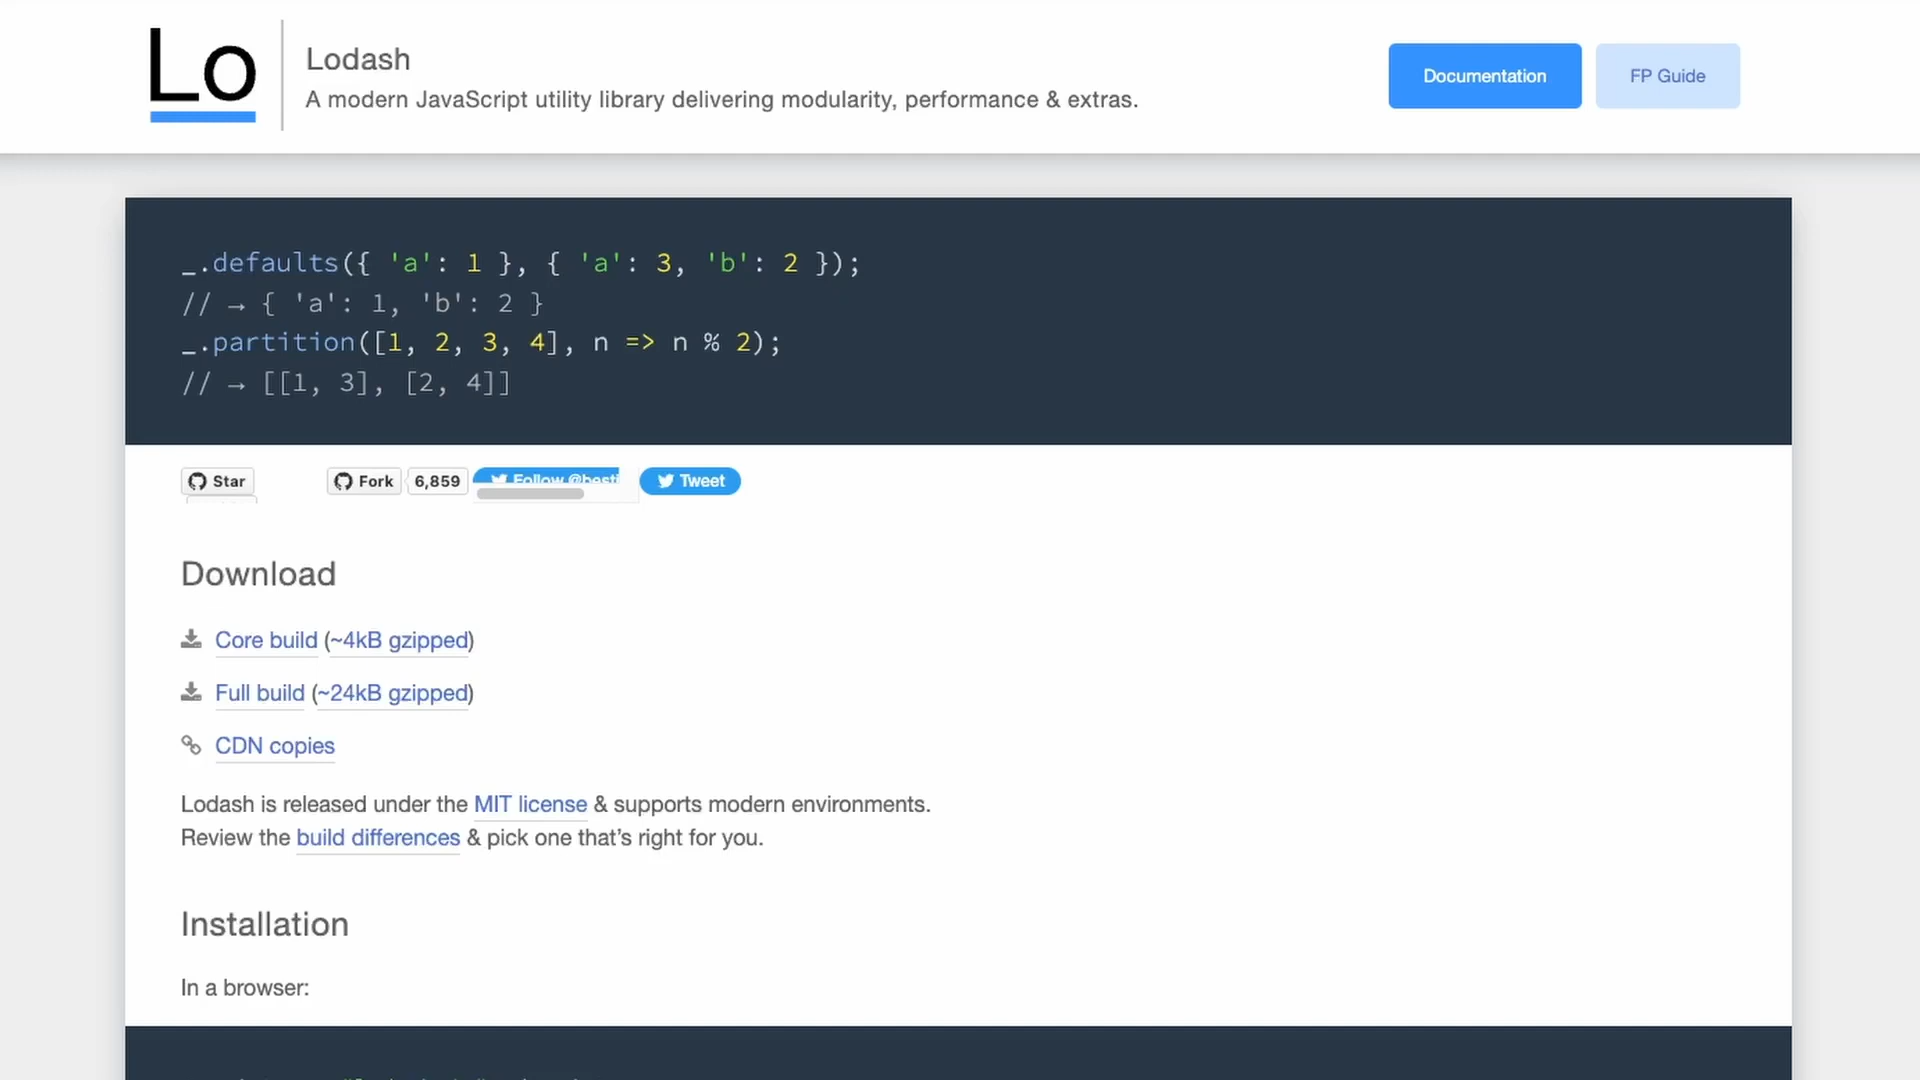 Lo
Lodash
A modern JavaScript utility library delivering modularity, performance & extras.
Documentation
FP Guide
_.defaults({ 'a': 1 }, { 'a': 3, 'b': 2 });
// → { 'a': 1, 'b': 2 }
_.partition([1, 2, 3, 4], n => n % 2);
// → [[1, 3], [2, 4]]
Star
Fork 6,859
Follow @besti
Tweet
Download
Core build (~4kB gzipped)
Full build (~24kB gzipped)
CDN copies
Lodash is released under the MIT license & supports modern environments.
Review the build differences & pick one that’s right for you.
Installation
In a browser: